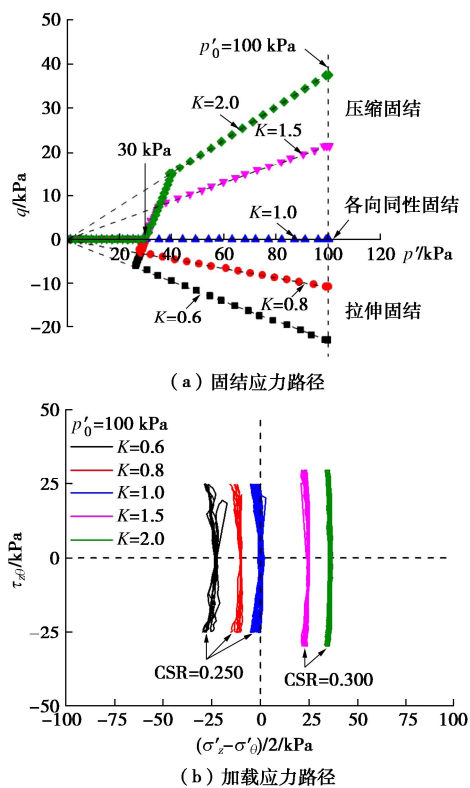 50
p′₀=100 kPa
40
K=2.0
压缩固结
30
30 kPa
K=1.5
20
q/kPa
10
K=1.0
各向同性固结
0
20 40 60 80 100 120 p′/kPa
-10
K=0.8
K=0.6
拉伸固结
-20
(a)固结应力路径
50
p′₀=100 kPa
K=0.6
K=0.8
25
K=1.0
K=1.5
K=2.0
τzθ/kPa
0
-25
CSR=0.250
CSR=0.300
-50
-100 -75 -50 -25 0 25 50 75 100
(σ′z-σ′θ)/2/kPa
(b)加载应力路径